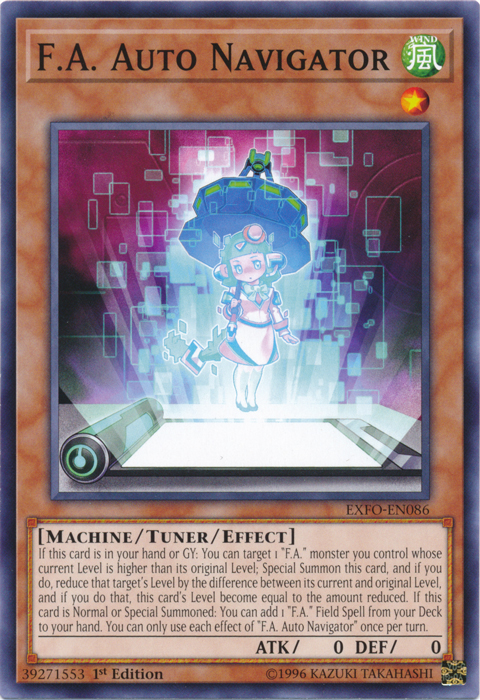 F.A. AUTO NAVIGATOR
WIND
風
EXFO-EN086
[MACHINE/TUNER/EFFECT]
If this card is in your hand or GY: You can target 1 "F.A." monster you control whose
current Level is higher than its original Level; Special Summon this card, and if you
do, reduce that target's Level by the difference between its current and original Level,
and if you do that, this card's Level become equal to the amount reduced. If this
card is Normal or Special Summoned: You can add 1 "F.A." Field Spell from your Deck
to your hand. You can only use each effect of "F.A. Auto Navigator" once per turn.
ATK/ 0 DEF/ 0
39271553 1st Edition ©1996 KAZUKI TAKAHASHI